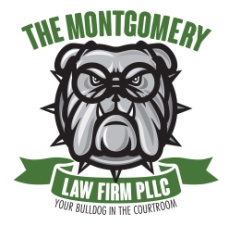 THE MONTGOMERY
LAW FIRM PLLC
YOUR BULLDOG IN THE COURTROOM